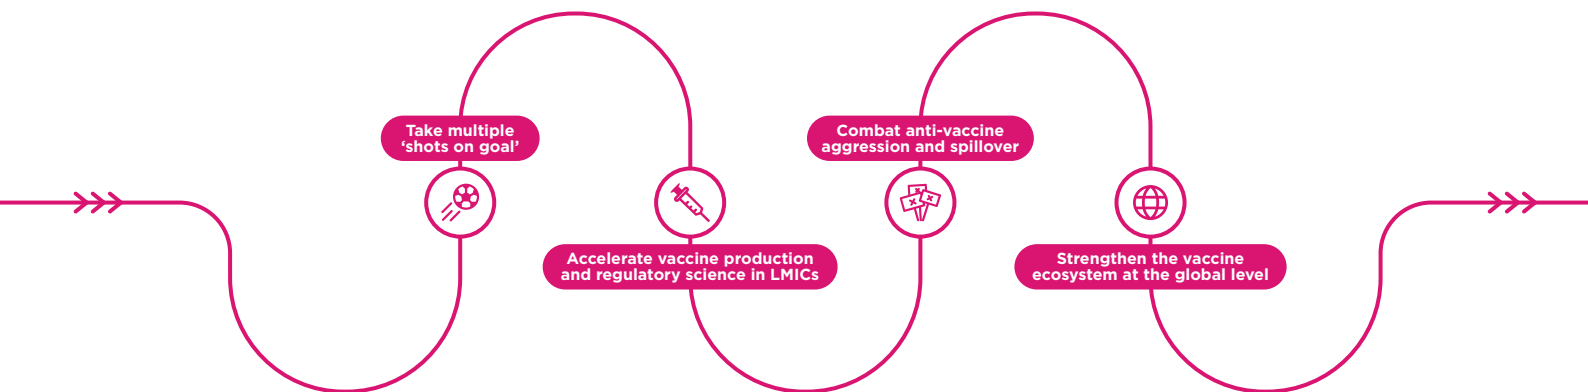 Take multiple
‘shots on goal’
Accelerate vaccine production
and regulatory science in LMICs
Combat anti-vaccine
aggression and spillover
Strengthen the vaccine
ecosystem at the global level